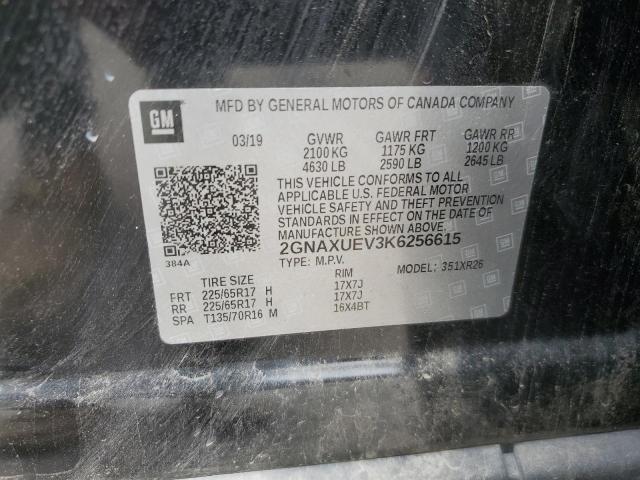 GM
MFD BY GENERAL MOTORS OF CANADA COMPANY
03/19 GVWR GAWR FRT GAWR RR
2100 KG 1175 KG 1200 KG
4630 LB 2590 LB 2645 LB
THIS VEHICLE CONFORMS TO ALL
APPLICABLE U.S. FEDERAL MOTOR
VEHICLE SAFETY AND THEFT PREVENTION
STANDARDS IN EFFECT ON THE DATE OF
MANUFACTURE SHOWN ABOVE.
2GNAXUEV3K6256615
384A
TYPE: M.P.V. MODEL: 351XR26
TIRE SIZE RIM
FRT 225/65R17 H 17X7J
RR 225/65R17 H 17X7J
SPA T135/70R16 M 16X4BT